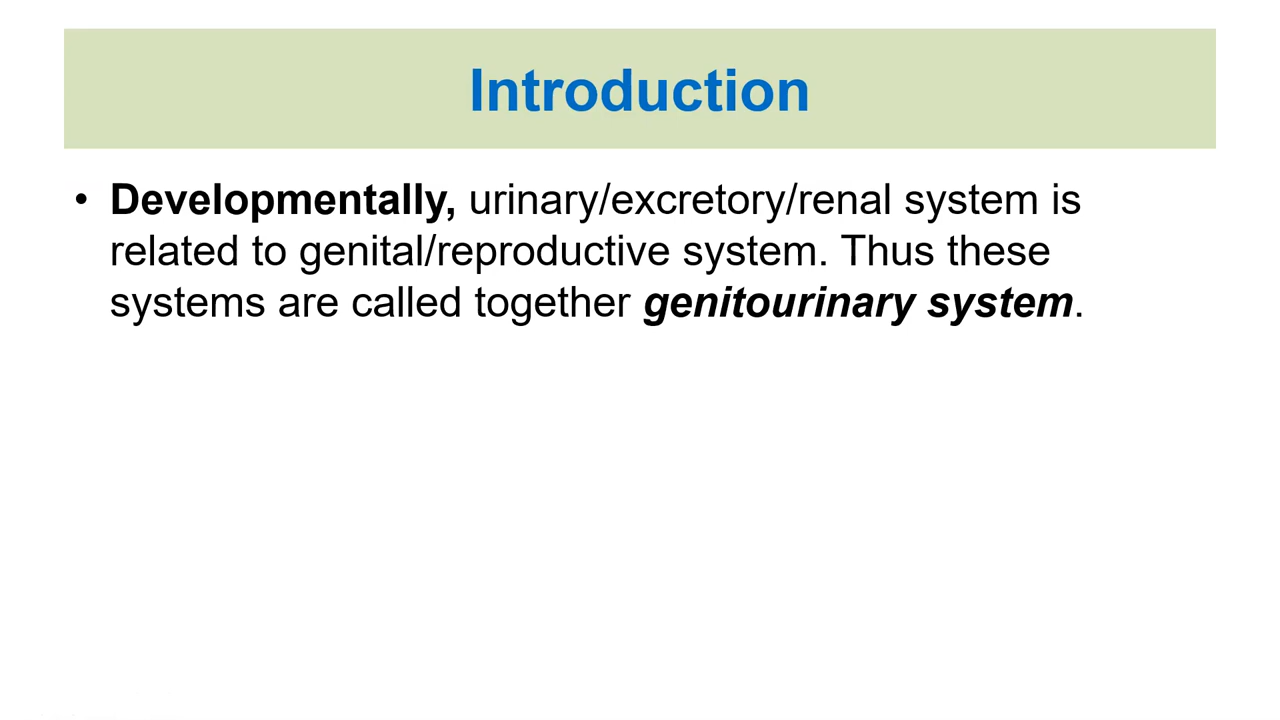 Introduction
• Developmentally, urinary/excretory/renal system is
related to genital/reproductive system. Thus these
systems are called together genitourinary system.